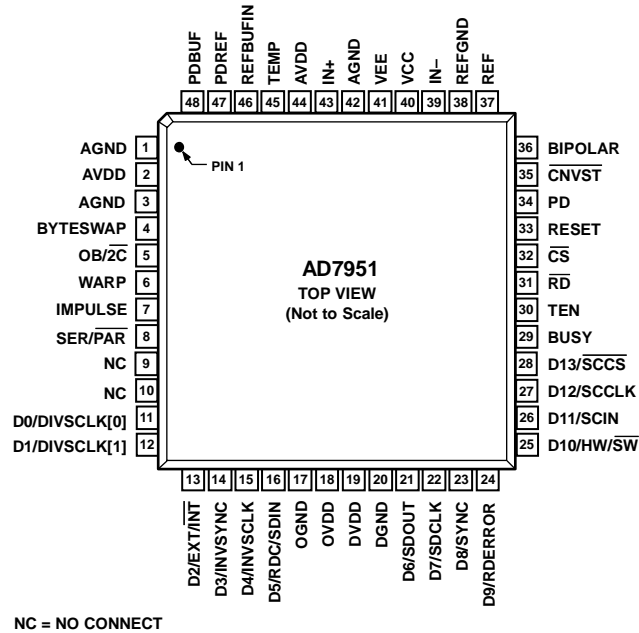 PDBUF
PDREF
REFBUFIN
TEMP
AVDD
IN+
AGND
VEE
VCC
IN–
REFGND
REF
48 47 46 45 44 43 42 41 40 39 38 37
AGND 1
AVDD 2
AGND 3
BYTESWAP 4
OB/2C 5
WARP 6
IMPULSE 7
SER/PAR 8
NC 9
NC 10
D0/DIVSCLK[0] 11
D1/DIVSCLK[1] 12
PIN 1
AD7951
TOP VIEW
(Not to Scale)
36 BIPOLAR
35 CNVST
34 PD
33 RESET
32 CS
31 RD
30 TEN
29 BUSY
28 D13/SCCS
27 D12/SCCLK
26 D11/SCIN
25 D10/HW/SW
13 14 15 16 17 18 19 20 21 22 23 24
D2/EXT/INT
D3/INVSYNC
D4/INVSCLK
D5/RDC/SDIN
OGND
OVDD
DVDD
DGND
D6/SDOUT
D7/SDCLK
D8/SYNC
D9/RDERROR
NC = NO CONNECT